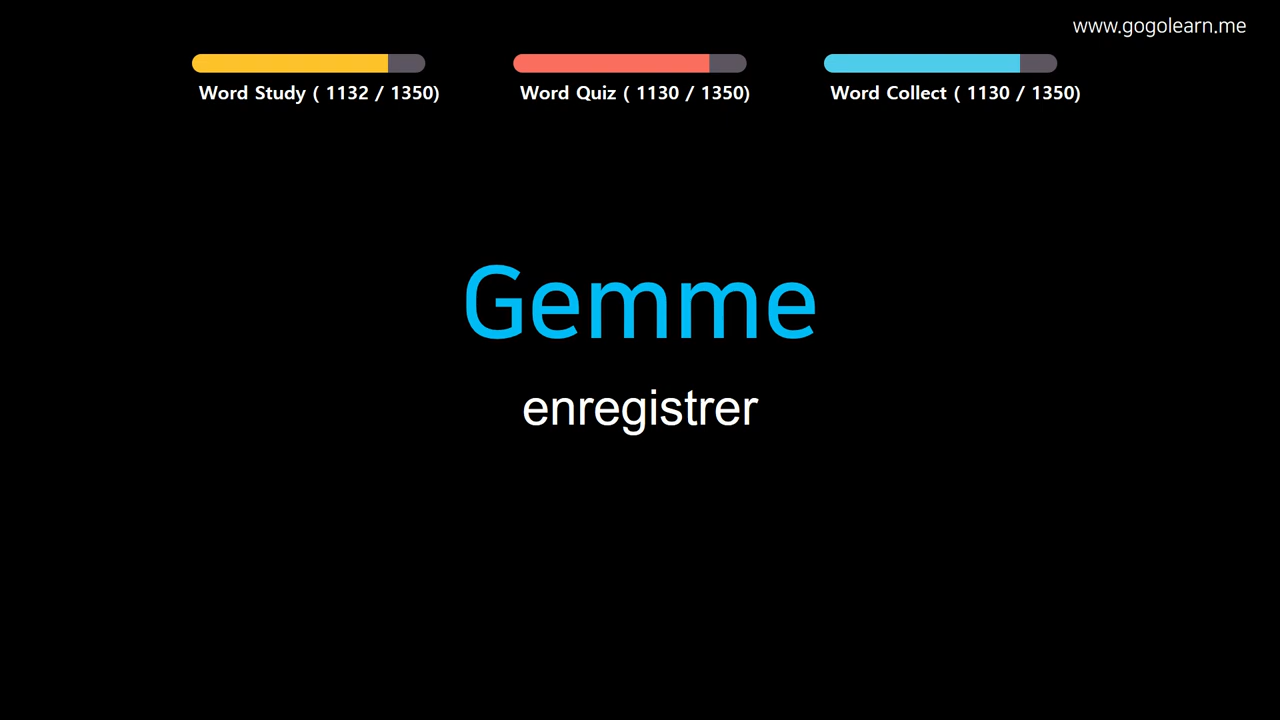 www.gogolearn.me
Word Study ( 1132 / 1350)
Word Quiz ( 1130 / 1350)
Word Collect ( 1130 / 1350)
Gemme
enregistrer